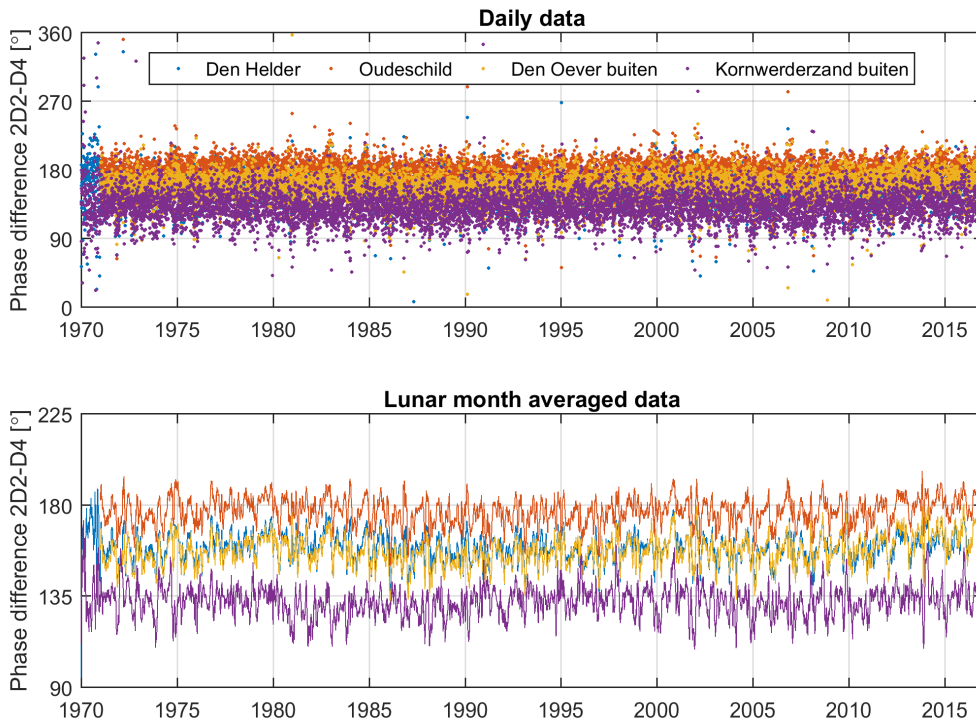 Daily data
Phase difference 2D2-D4 [°]
360
270
180
90
0
Den Helder Oudeschild Den Oever buiten Kornwerderzand buiten
1970 1975 1980 1985 1990 1995 2000 2005 2010 2015
Lunar month averaged data
Phase difference 2D2-D4 [°]
225
180
135
90
1970 1975 1980 1985 1990 1995 2000 2005 2010 2015